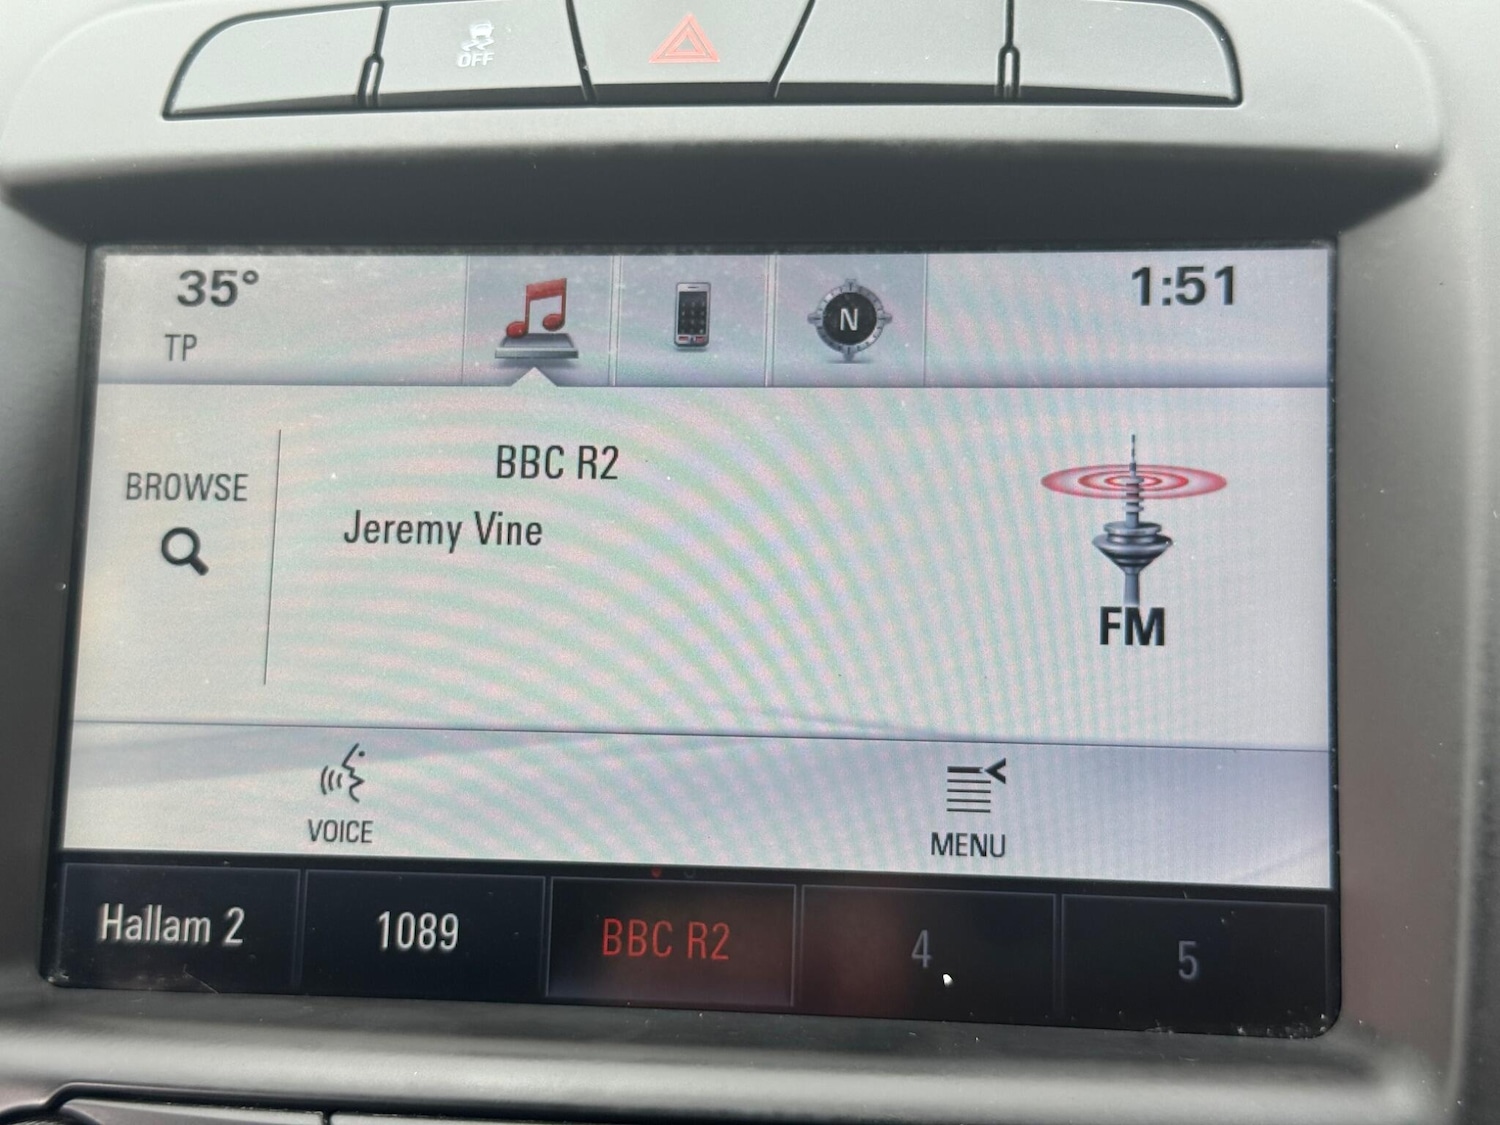 OFF
35°
1:51
TP
N
BROWSE
BBC R2
Jeremy Vine
FM
VOICE
MENU
Hallam 2
1089
BBC R2
4
5